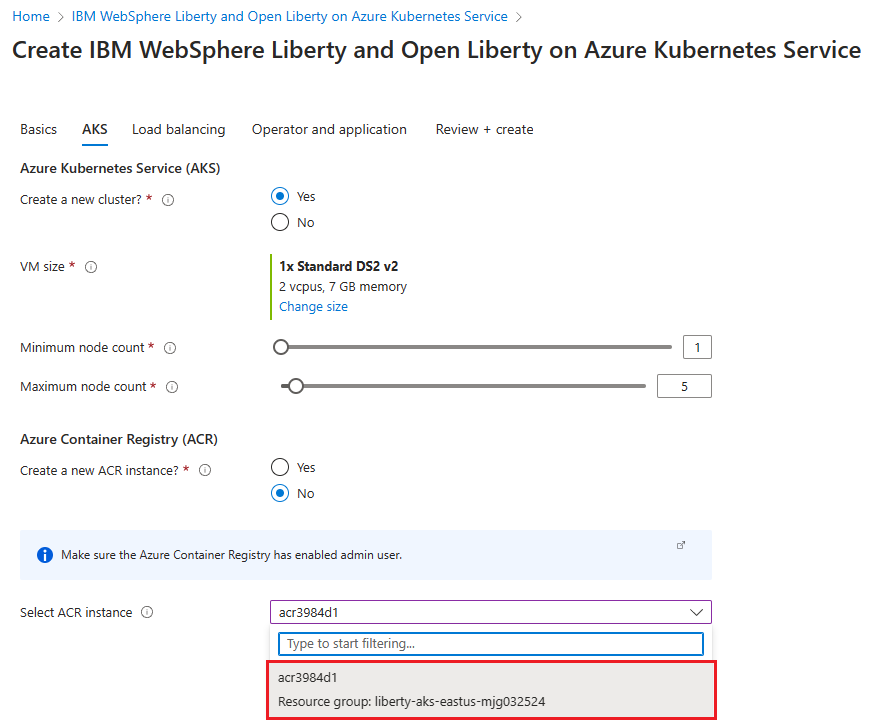 Home > IBM WebSphere Liberty and Open Liberty on Azure Kubernetes Service >
Create IBM WebSphere Liberty and Open Liberty on Azure Kubernetes Service
Basics AKS Load balancing Operator and application Review + create
Azure Kubernetes Service (AKS)
Create a new cluster? * Yes
No
VM size * 1x Standard DS2 v2
2 vcpus, 7 GB memory
Change size
Minimum node count * 1
Maximum node count * 5
Azure Container Registry (ACR)
Create a new ACR instance? * Yes
No
Make sure the Azure Container Registry has enabled admin user.
Select ACR instance acr3984d1
Type to start filtering...
acr3984d1
Resource group: liberty-aks-eastus-mjg032524